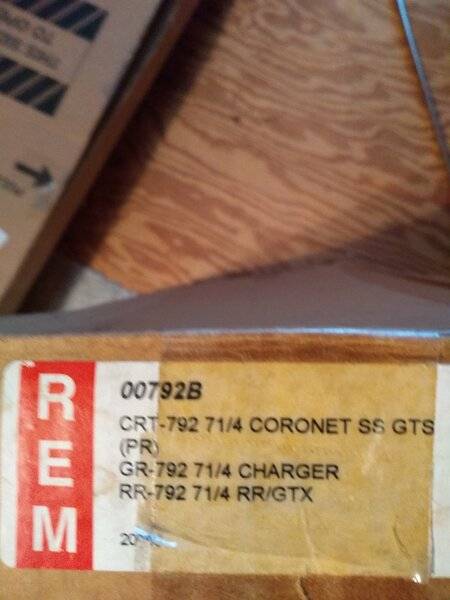 REM
00792B
CRT-792 71/4 CORONET SS GTS
(PR)
GR-792 71/4 CHARGER
RR-792 71/4 RR/GTX